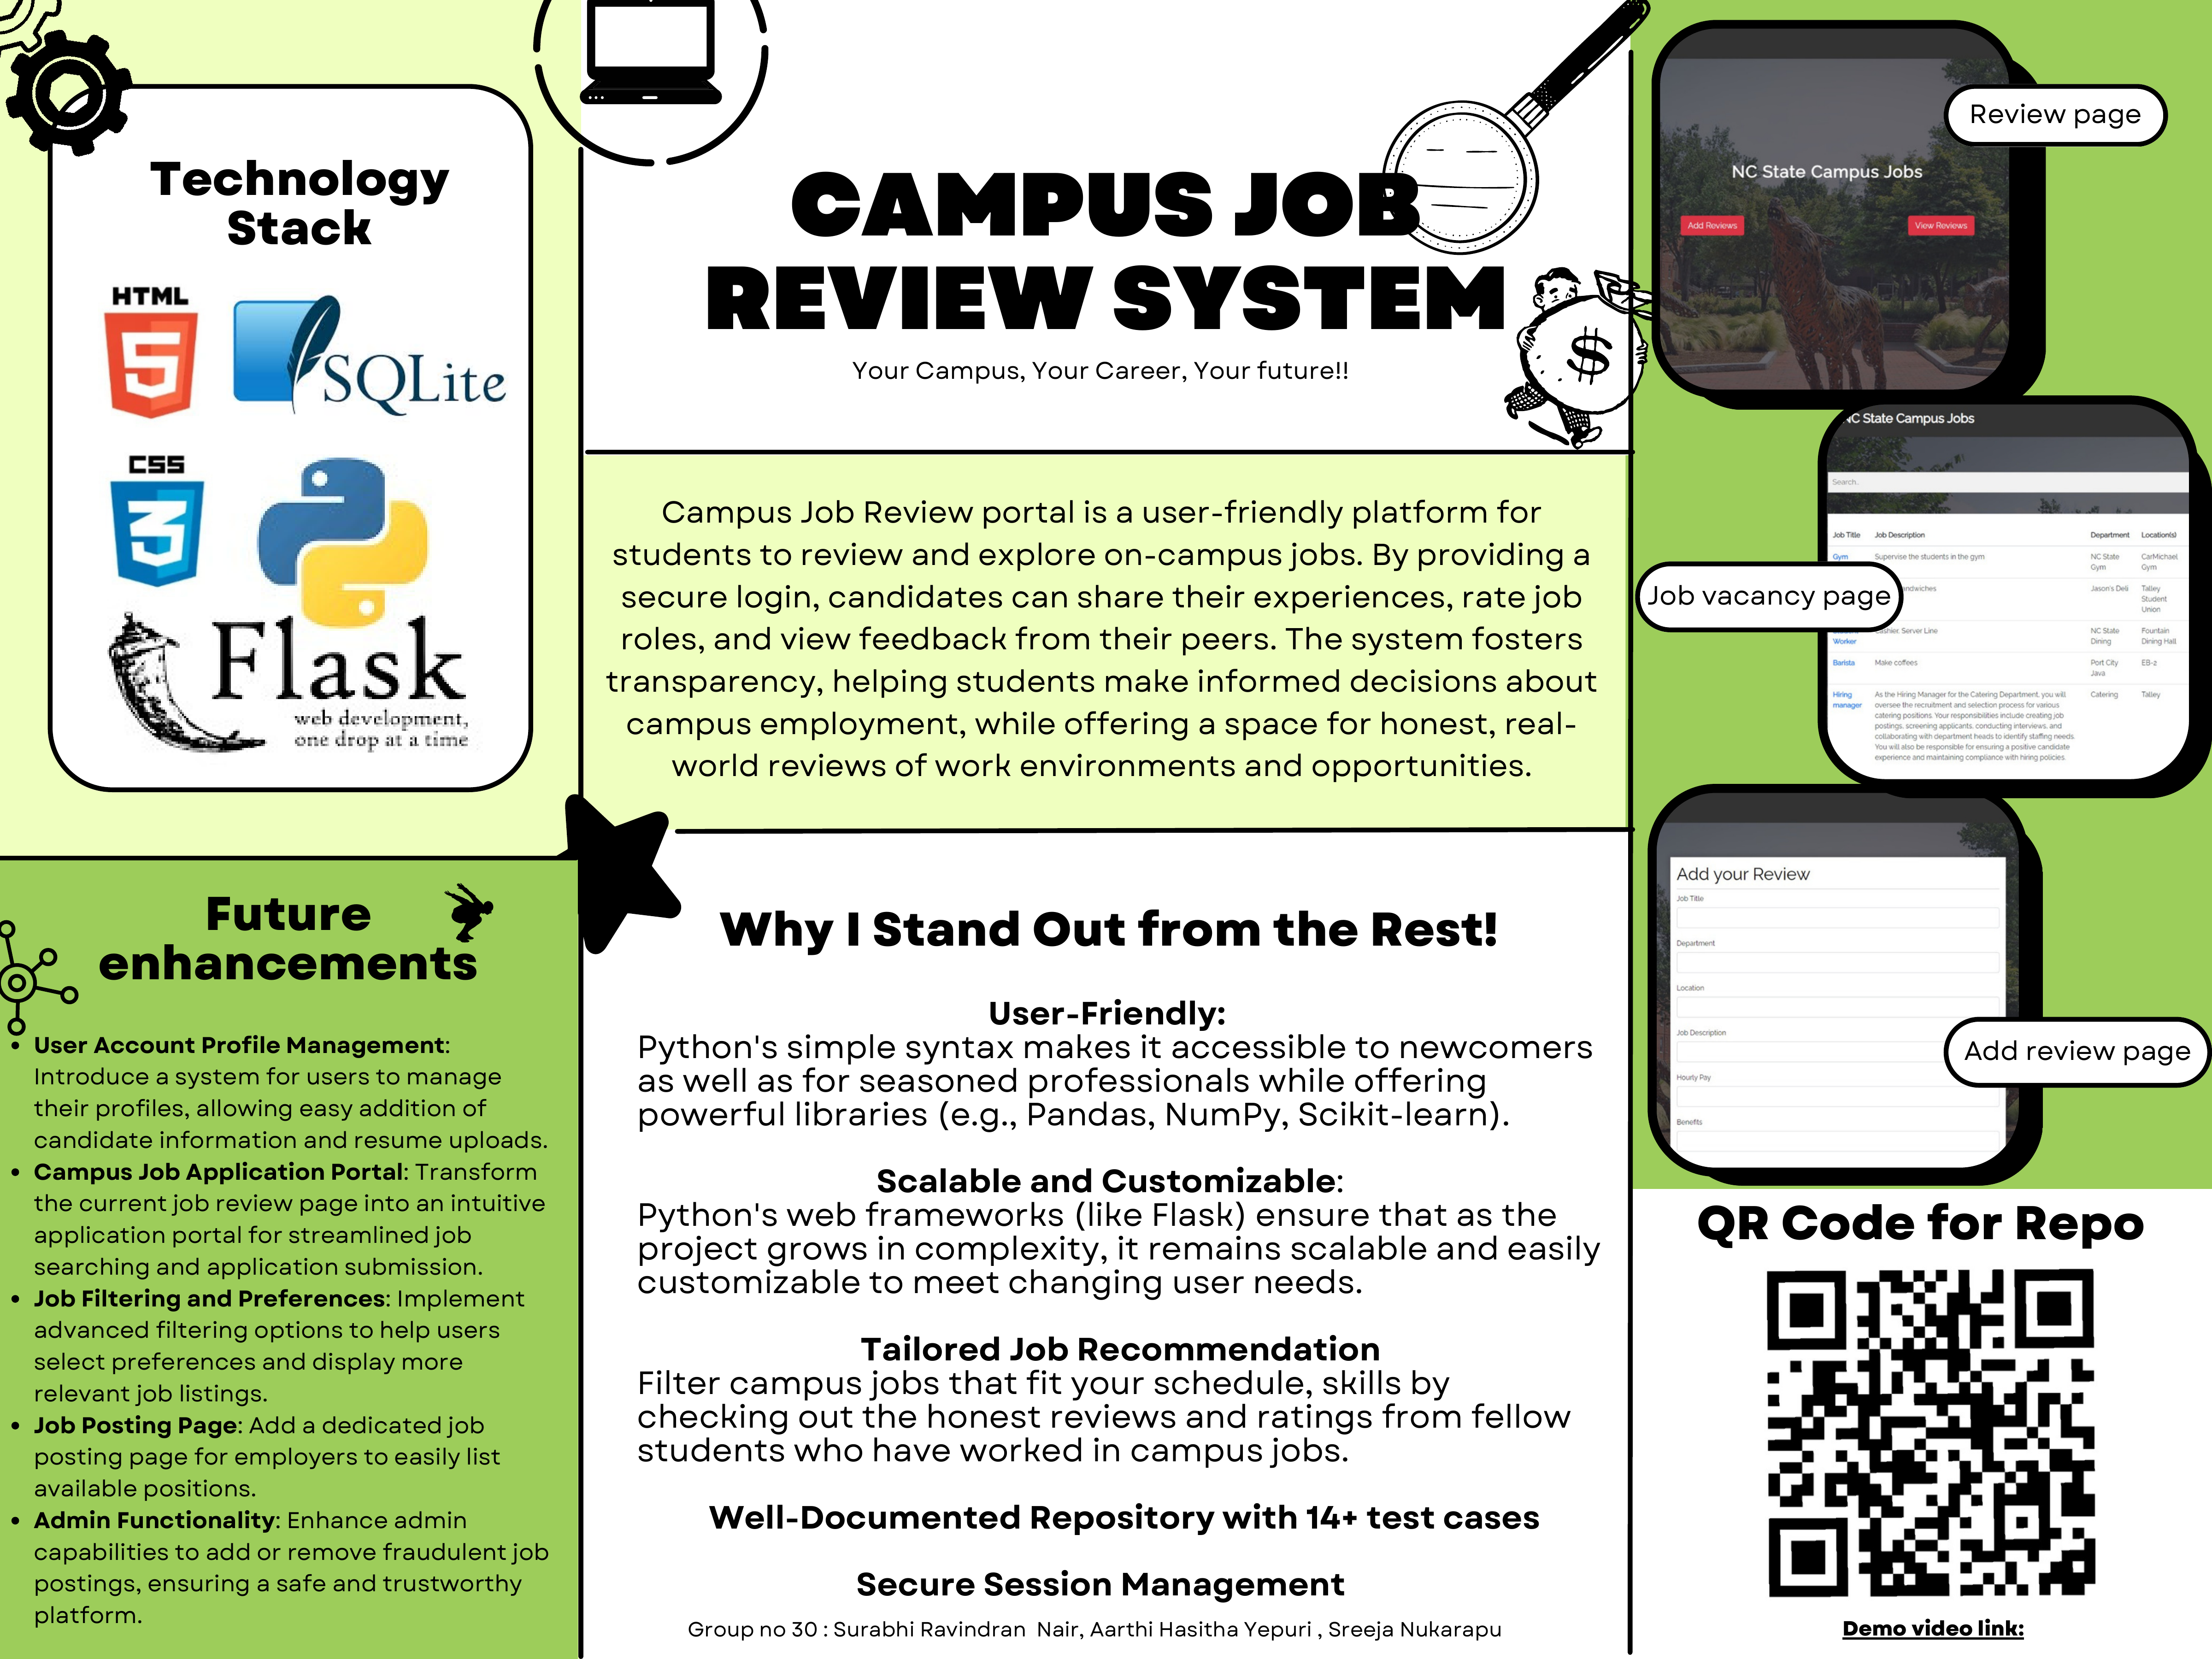 Technology
Stack
HTML
SQLite
CSS
Flask
web development,
one drop at a time
CAMPUS JOB
REVIEW SYSTEM
Your Campus, Your Career, Your future!!
Campus Job Review portal is a user-friendly platform for
students to review and explore on-campus jobs. By providing a
secure login, candidates can share their experiences, rate job
roles, and view feedback from their peers. The system fosters
transparency, helping students make informed decisions about
campus employment, while offering a space for honest, real-
world reviews of work environments and opportunities.
Future
enhancements
• User Account Profile Management:
Introduce a system for users to manage
their profiles, allowing easy addition of
candidate information and resume uploads.
• Campus Job Application Portal: Transform
the current job review page into an intuitive
application portal for streamlined job
searching and application submission.
• Job Filtering and Preferences: Implement
advanced filtering options to help users
select preferences and display more
relevant job listings.
• Job Posting Page: Add a dedicated job
posting page for employers to easily list
available positions.
• Admin Functionality: Enhance admin
capabilities to add or remove fraudulent job
postings, ensuring a safe and trustworthy
platform.
Why I Stand Out from the Rest!
User-Friendly:
Python's simple syntax makes it accessible to newcomers
as well as for seasoned professionals while offering
powerful libraries (e.g., Pandas, NumPy, Scikit-learn).
Scalable and Customizable:
Python's web frameworks (like Flask) ensure that as the
project grows in complexity, it remains scalable and easily
customizable to meet changing user needs.
Tailored Job Recommendation
Filter campus jobs that fit your schedule, skills by
checking out the honest reviews and ratings from fellow
students who have worked in campus jobs.
Well-Documented Repository with 14+ test cases
Secure Session Management
Group no 30 : Surabhi Ravindran Nair, Aarthi Hasitha Yepuri , Sreeja Nukarapu
Review page
NC State Campus Jobs
Add Reviews View Reviews
State Campus Jobs
Search..
Job Title Job Description Department Location(s)
Gym Supervise the students in the gym NC State CarMichael
Gym Gym
Job vacancy page
Jason's Deli Talley
Student
Union
Server Line NC State Fountain
Worker Dining Dining Hall
Barista Make coffees Port City EB-2
Java
Hiring As the Hiring Manager for the Catering Department, you will Catering Talley
manager oversee the recruitment and selection process for various
catering positions. Your responsibilities include creating job
postings, screening applicants, conducting interviews, and
collaborating with department heads to identify staffing needs.
You will also be responsible for ensuring a positive candidate
experience and maintaining compliance with hiring policies.
Add your Review
Job Title
Department
Location
Job Description
Add review page
Hourly Pay
Benefits
QR Code for Repo
Demo video link: